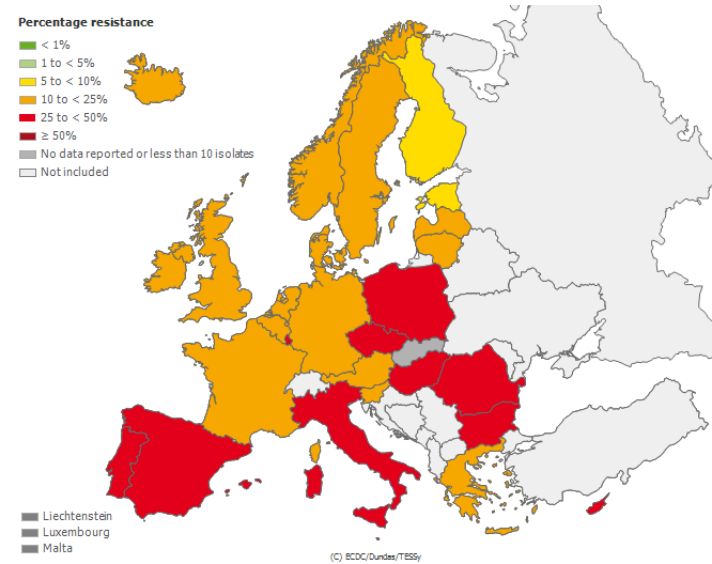 Percentage resistance
< 1%
1 to < 5%
5 to < 10%
10 to < 25%
25 to < 50%
≥ 50%
No data reported or less than 10 isolates
Not included
Liechtenstein
Luxembourg
Malta
(C) ECDC/Dundas/TESSy